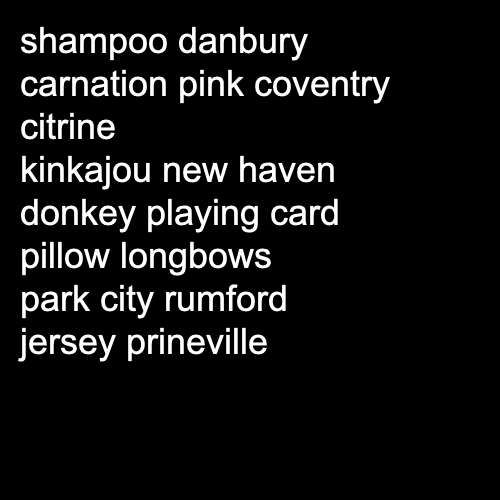 shampoo danbury
carnation pink coventry
citrine
kinkajou new haven
donkey playing card
pillow longbows
park city rumford
jersey prineville